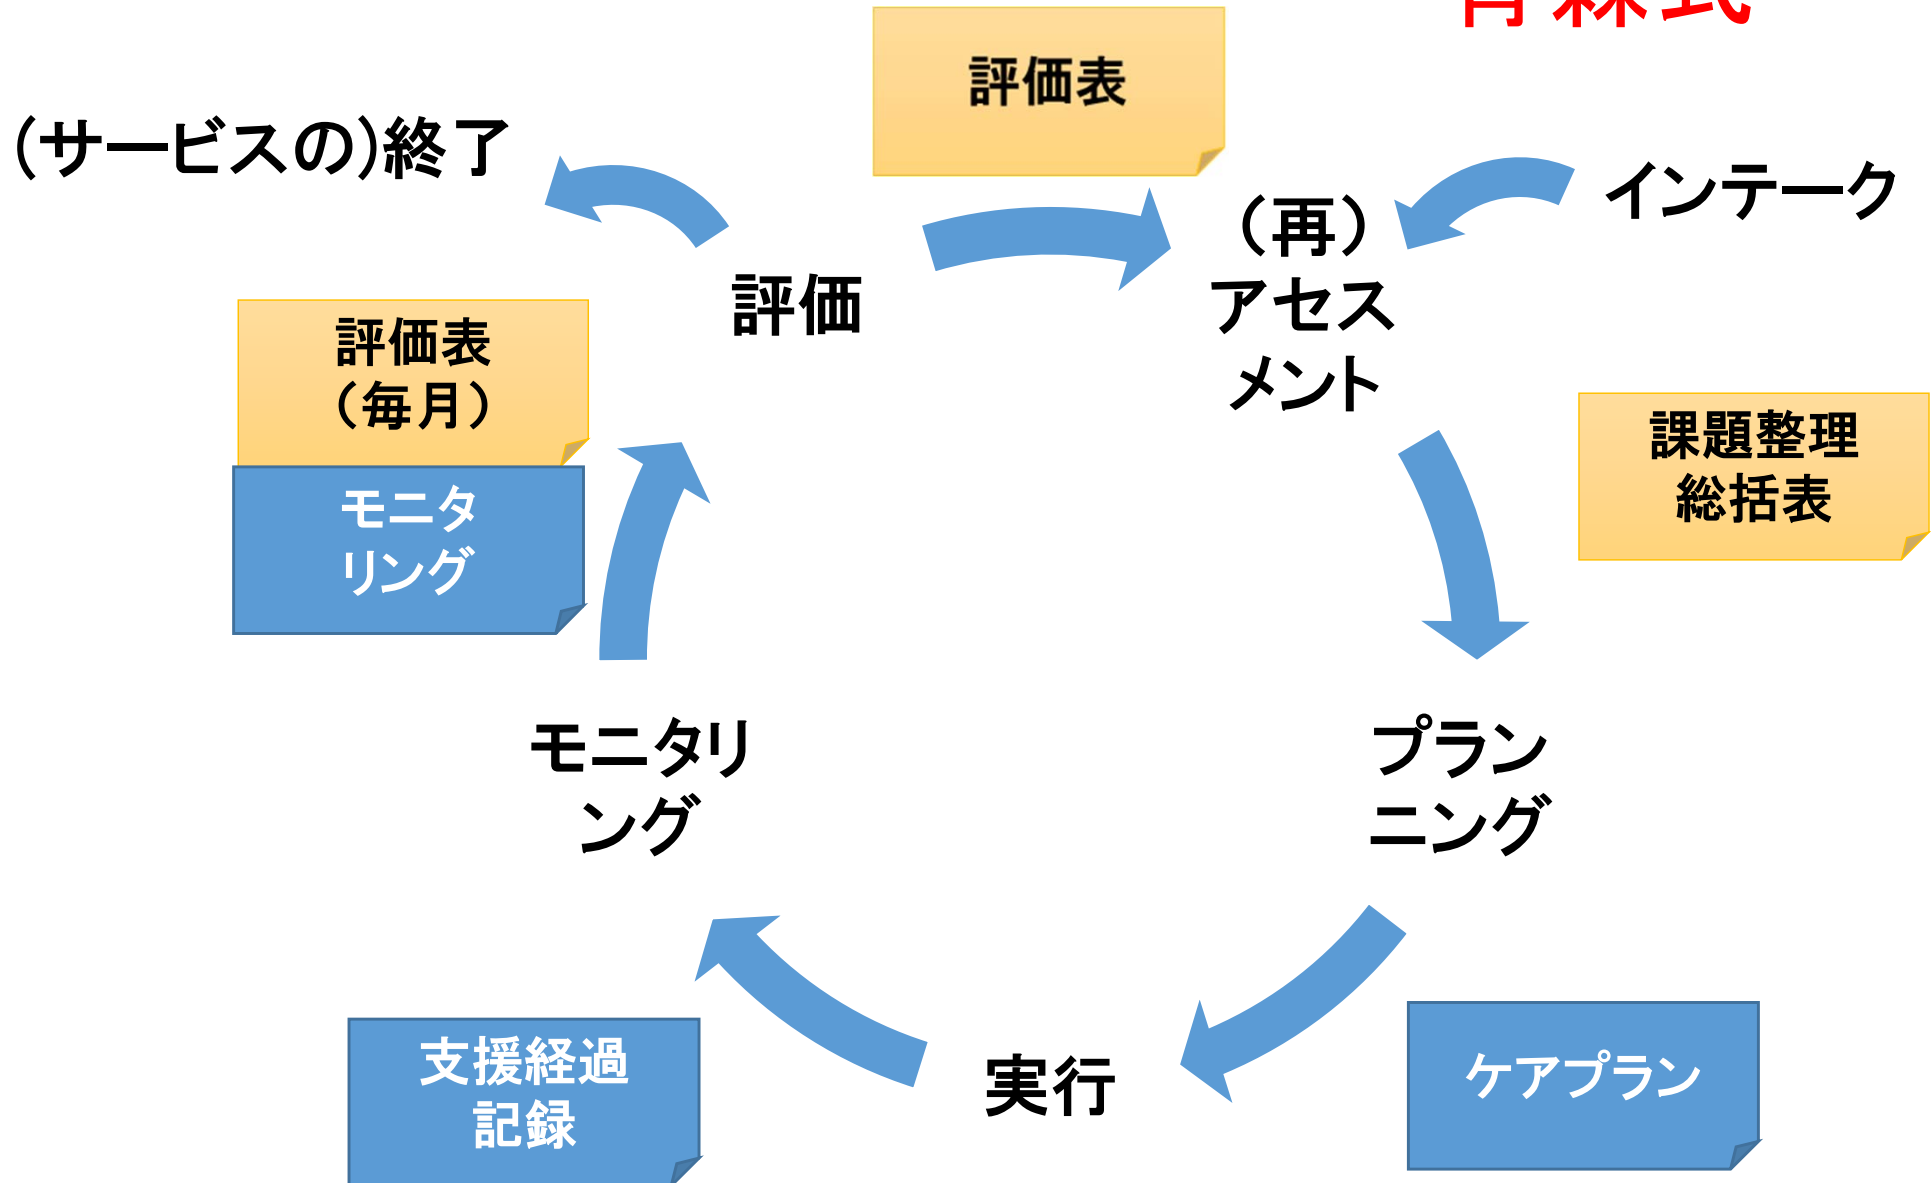 評価表
(サービスの)終了
インテーク
（再）
アセス
メント
評価
評価表
（毎月）
モニタ
リング
課題整理
総括表
モニタリ
ング
プラン
ニング
実行
支援経過
記録
ケアプラン